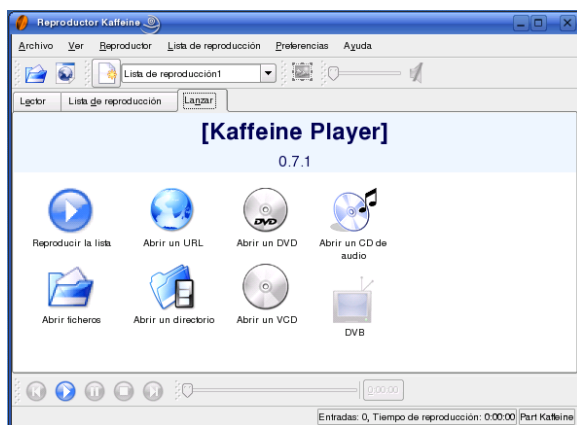 Reproductor Kaffeine
Archivo Ver Reproductor Lista de reproducción Preferencias Ayuda
Lista de reproducción1
Lector Lista de reproducción Lanzar
[Kaffeine Player]
0.7.1
Reproducir la lista Abrir un URL Abrir un DVD Abrir un CD de audio
Abrir ficheros Abrir un directorio Abrir un VCD DVB
0:00:00
Entradas: 0, Tiempo de reproducción: 0:00:00 Part Kaffeine